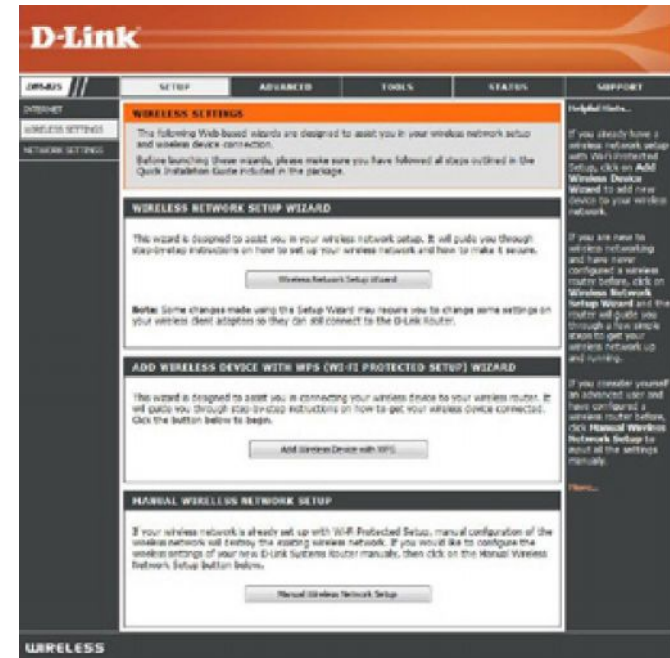 D-Link
DIR-825 SETUP ADVANCED TOOLS STATUS SUPPORT
INTERNET
WIRELESS SETTINGS
NETWORK SETTINGS
WIRELESS SETTINGS
The following Web-based wizards are designed to assist you in your wireless network setup
and wireless device connection.
Before launching these wizards, please make sure you have followed all steps outlined in the
Quick Installation Guide included in the package.
WIRELESS NETWORK SETUP WIZARD
This wizard is designed to assist you in your wireless network setup. It will guide you through
step-by-step instructions on how to set up your wireless network and how to make it secure.
Wireless Network Setup Wizard
Note: Some changes made using the Setup Wizard may require you to change some settings on
your wireless client adapters so they can still connect to the D-Link Router.
ADD WIRELESS DEVICE WITH WPS (WI-FI PROTECTED SETUP) WIZARD
This wizard is designed to assist you in connecting your wireless device to your wireless router. It
will guide you through step-by-step instructions on how to get your wireless device connected.
Click the button below to begin.
Add Wireless Device with WPS
MANUAL WIRELESS NETWORK SETUP
If your wireless network is already set up with Wi-Fi Protected Setup, manual configuration of the
wireless network will destroy the existing wireless network. If you would like to configure the
wireless settings of your new D-Link Systems Router manually, then click on the Manual Wireless
Network Setup button below.
Manual Wireless Network Setup
Helpful Hints...
If you already have a
wireless network setup
with Wi-Fi Protected
Setup, click on Add
Wireless Device
Wizard to add new
device to your wireless
network.
If you are new to
wireless networking
and have never
configured a wireless
router before, click on
Wireless Network
Setup Wizard and the
router will guide you
through a few simple
steps to get your
wireless network up
and running.
If you consider yourself
an advanced user and
have configured a
wireless router before,
click Manual Wireless
Network Setup to
input all the settings
manually.
More...
WIRELESS